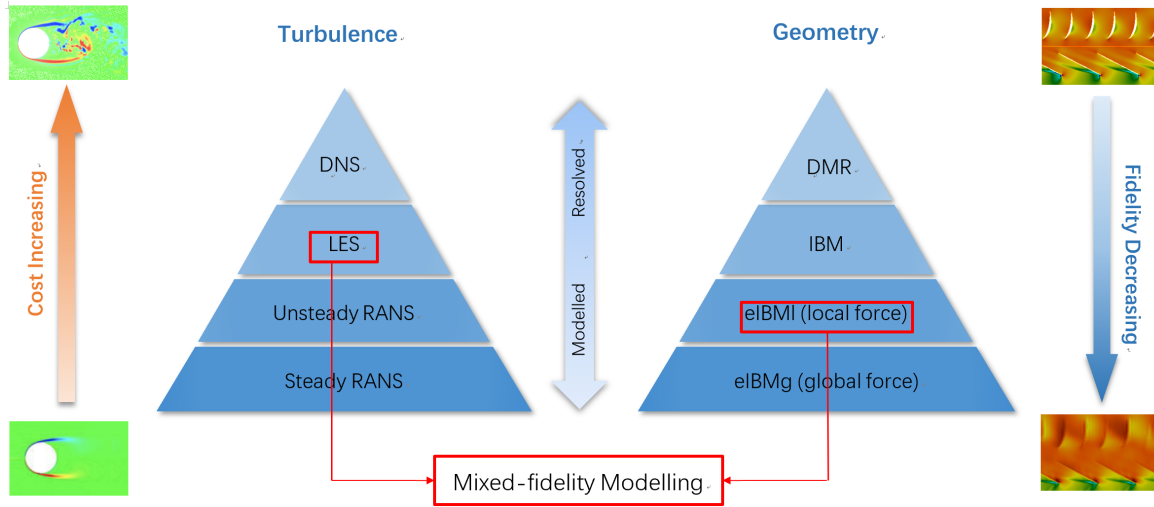 Turbulence
Geometry
Cost Increasing
DNS
LES
Unsteady RANS
Steady RANS
Resolved
Modelled
DMR
IBM
eIBMl (local force)
eIBMg (global force)
Fidelity Decreasing
Mixed-fidelity Modelling